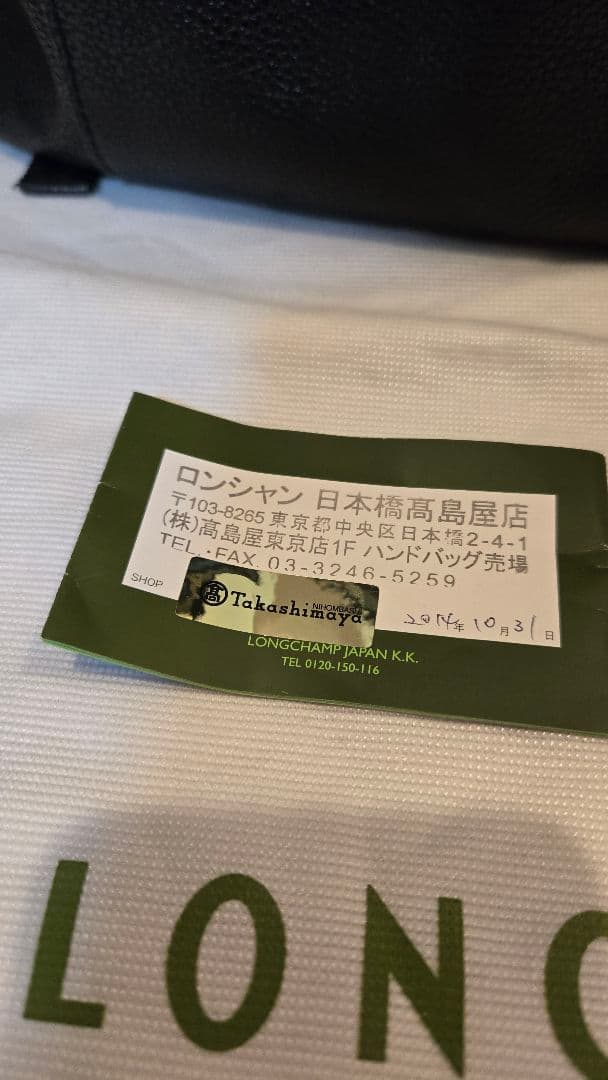 ロンシャン 日本橋髙島屋店
〒103-8265 東京都中央区日本橋2-4-1
(株)髙島屋東京店1F ハンドバッグ売場
TEL.・FAX. 03-3246-5259
SHOP
髙 Takashimaya
NIHOMBASHI
2014年 10月 31日
LONGCHAMP JAPAN K.K.
TEL 0120-150-116
LON